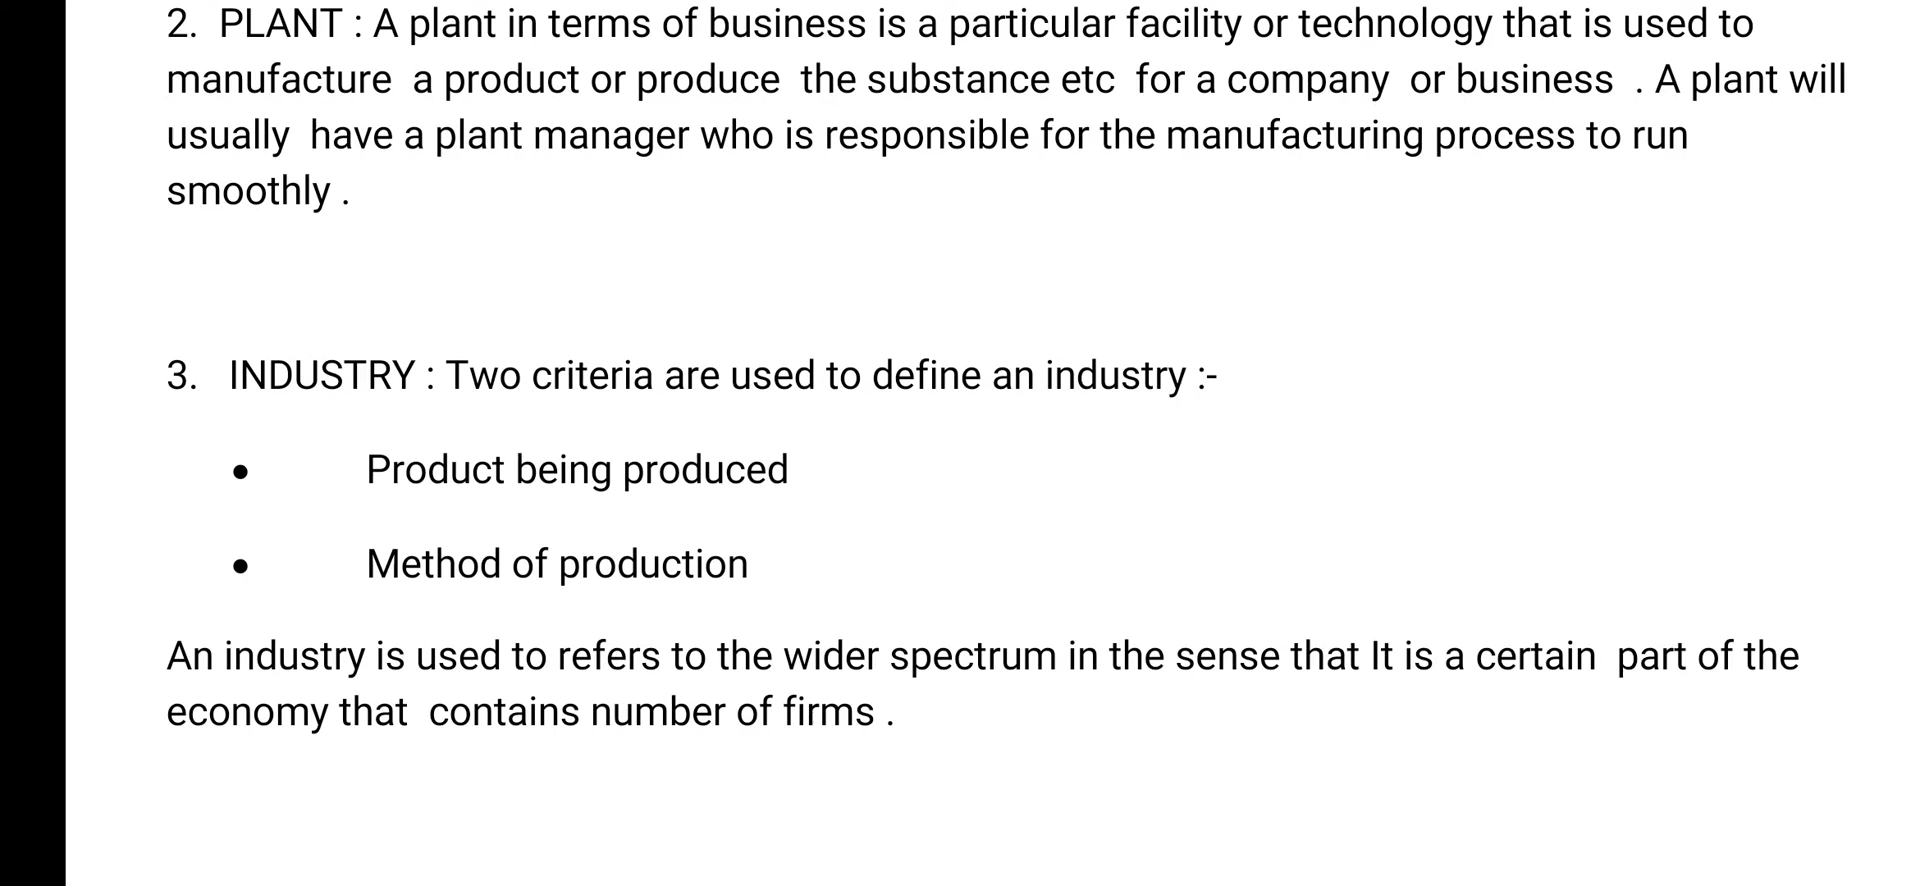 2.  PLANT : A plant in terms of business is a particular facility or technology that is used to
manufacture  a product or produce  the substance etc  for a company  or business  . A plant will
usually  have a plant manager who is responsible for the manufacturing process to run
smoothly .
3.   INDUSTRY : Two criteria are used to define an industry :-
• Product being produced
• Method of production
An industry is used to refers to the wider spectrum in the sense that It is a certain  part of the
economy that  contains number of firms .